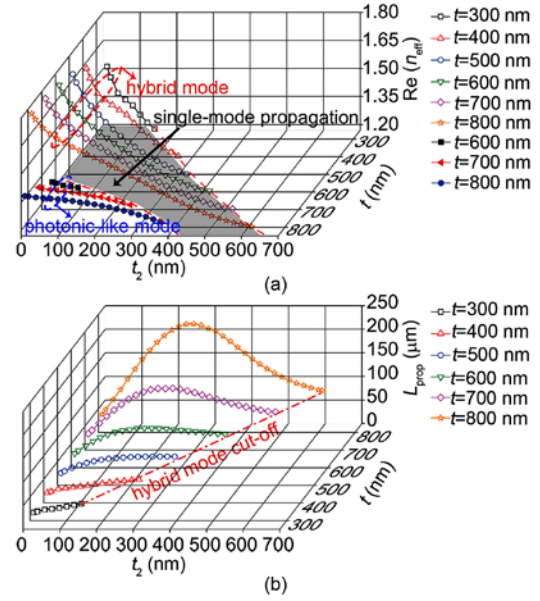 1.80
1.65
1.50
1.35
1.20
Re (n_eff)
hybrid mode
single-mode propagation
photonic-like mode
300
400
500
600
700
800
t (nm)
0 100 200 300 400 500 600 700
t_2 (nm)
t=300 nm
t=400 nm
t=500 nm
t=600 nm
t=700 nm
t=800 nm
t=600 nm
t=700 nm
t=800 nm
(a)
250
200
150
100
50
0
L_prop (μm)
hybrid mode cut-off
800
700
600
500
400
300
t (nm)
0 100 200 300 400 500 600 700
t_2 (nm)
t=300 nm
t=400 nm
t=500 nm
t=600 nm
t=700 nm
t=800 nm
(b)